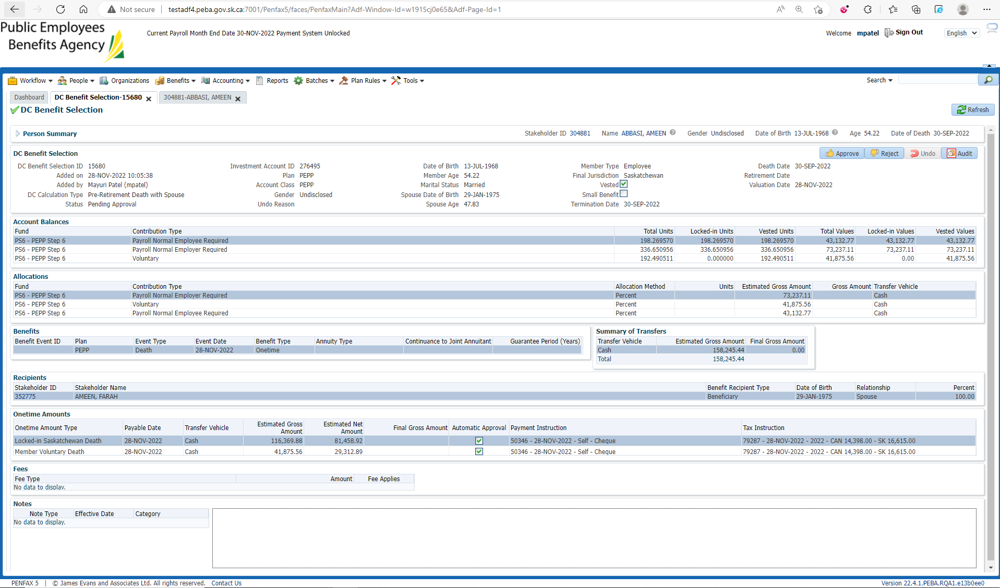 Not secure | testadf4.peba.gov.sk.ca:7001/Penfax5/faces/PenfaxMain?Adf-Window-Id=w1915cj0e65&Adf-Page-Id=1
Public Employees
Benefits Agency
Current Payroll Month End Date 30-NOV-2022 Payment System Unlocked
Welcome mpatel Sign Out English
Workflow People Organizations Benefits Accounting Reports Batches Plan Rules Tools Search
Dashboard DC Benefit Selection-15680 304881-ABBASI, AMEEN
DC Benefit Selection Refresh
Person Summary Stakeholder ID 304881 Name ABBASI, AMEEN Gender Undisclosed Date of Birth 13-JUL-1968 Age 54.22 Date of Death 30-SEP-2022
DC Benefit Selection Approve Reject Undo Audit
DC Benefit Selection ID 15680 Investment Account ID 276495 Date of Birth 13-JUL-1968 Member Type Employee Death Date 30-SEP-2022
Added on 28-NOV-2022 10:05:38 Plan PEPP Member Age 54.22 Final Jurisdiction Saskatchewan Retirement Date
Added by Mayuri Patel (mpatel) Account Class PEPP Marital Status Married Vested Valuation Date 28-NOV-2022
DC Calculation Type Pre-Retirement Death with Spouse Gender Undisclosed Spouse Date of Birth 29-JAN-1975 Small Benefit
Status Pending Approval Undo Reason Spouse Age 47.83 Termination Date 30-SEP-2022
Account Balances
Fund Contribution Type Total Units Locked-in Units Vested Units Total Values Locked-in Values Vested Values
PS6 - PEPP Step 6 Payroll Normal Employee Required 198.269570 198.269570 198.269570 43,132.77 43,132.77 43,132.77
PS6 - PEPP Step 6 Payroll Normal Employer Required 336.650956 336.650956 336.650956 73,237.11 73,237.11 73,237.11
PS6 - PEPP Step 6 Voluntary 192.490511 0.000000 192.490511 41,875.56 0.00 41,875.56
Allocations
Fund Contribution Type Allocation Method Units Estimated Gross Amount Gross Amount Transfer Vehicle
PS6 - PEPP Step 6 Payroll Normal Employer Required Percent 73,237.11 Cash
PS6 - PEPP Step 6 Voluntary Percent 41,875.56 Cash
PS6 - PEPP Step 6 Payroll Normal Employee Required Percent 43,132.77 Cash
Benefits
Benefit Event ID Plan Event Type Event Date Benefit Type Annuity Type Continuance to Joint Annuitant Guarantee Period (Years)
PEPP Death 28-NOV-2022 Onetime
Summary of Transfers
Transfer Vehicle Estimated Gross Amount Final Gross Amount
Cash 158,245.44 0.00
Total 158,245.44
Recipients
Stakeholder ID Stakeholder Name Benefit Recipient Type Date of Birth Relationship Percent
352775 AMEEN, FARAH Beneficiary 29-JAN-1975 Spouse 100.00
Onetime Amounts
Onetime Amount Type Payable Date Transfer Vehicle Estimated Gross Amount Estimated Net Amount Final Gross Amount Automatic Approval Payment Instruction Tax Instruction
Locked-in Saskatchewan Death 28-NOV-2022 Cash 116,369.88 81,458.92 50346 - 28-NOV-2022 - Self - Cheque 79287 - 28-NOV-2022 - 2022 - CAN 14,398.00 - SK 16,615.00
Member Voluntary Death 28-NOV-2022 Cash 41,875.56 29,312.89 50346 - 28-NOV-2022 - Self - Cheque 79287 - 28-NOV-2022 - 2022 - CAN 14,398.00 - SK 16,615.00
Fees
Fee Type Amount Fee Applies
No data to display.
Notes
Note Type Effective Date Category
No data to display.
PENFAX 5 | © James Evans and Associates Ltd. All rights reserved. Contact Us Version 22.4.1.PEBA.RQA1.e13b0ee0